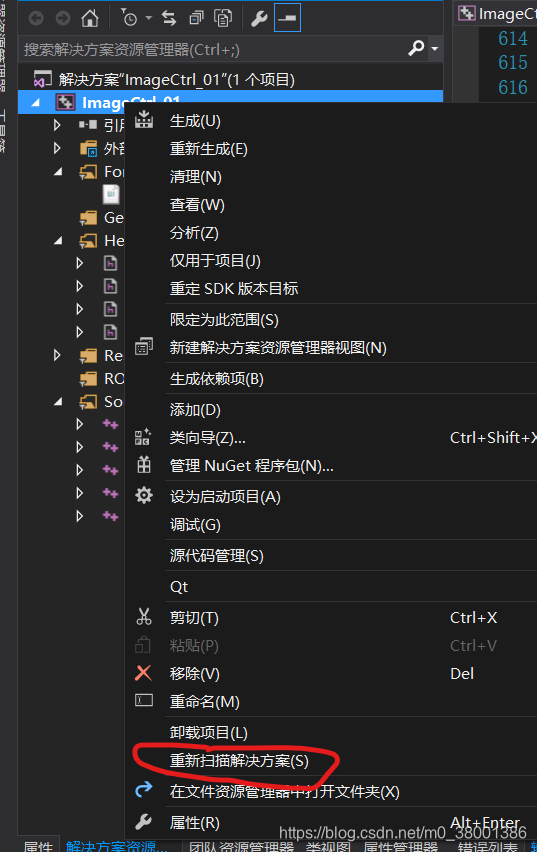 ImageC
搜索解决方案资源管理器(Ctrl+;)
614
615
616
解决方案"ImageCtrl_01"(1 个项目)
ImageCtrl_01
引用
外部
For
Ge
He
Re
RO
So
生成(U)
重新生成(E)
清理(N)
查看(W)
分析(Z)
仅用于项目(J)
重定 SDK 版本目标
限定为此范围(S)
新建解决方案资源管理器视图(N)
生成依赖项(B)
添加(D)
类向导(Z)... Ctrl+Shift+X
管理 NuGet 程序包(N)...
设为启动项目(A)
调试(G)
源代码管理(S)
Qt
剪切(T) Ctrl+X
粘贴(P) Ctrl+V
移除(V) Del
重命名(M)
卸载项目(L)
重新扫描解决方案(S)
在文件资源管理器中打开文件夹(X)
属性(R) Alt+Enter
https://blog.csdn.net/m0_38001386
属性 解决方案资源... 团队资源管理器 类视图 属性管理器 错误列表